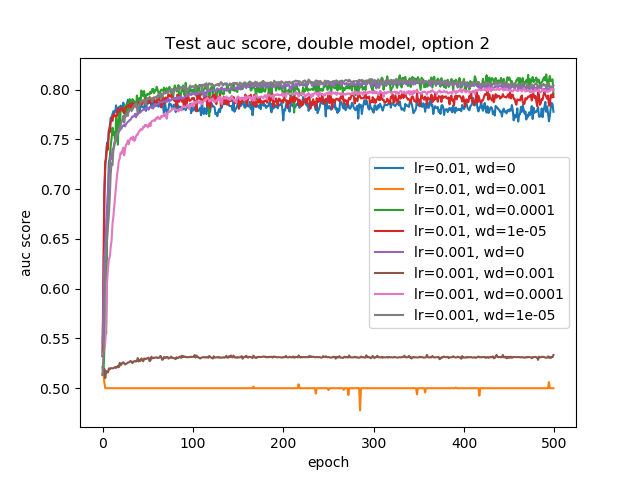 Test auc score, double model, option 2
auc score
0.80
0.75
0.70
0.65
0.60
0.55
0.50
lr=0.01, wd=0
lr=0.01, wd=0.001
lr=0.01, wd=0.0001
lr=0.01, wd=1e-05
lr=0.001, wd=0
lr=0.001, wd=0.001
lr=0.001, wd=0.0001
lr=0.001, wd=1e-05
0 100 200 300 400 500
epoch